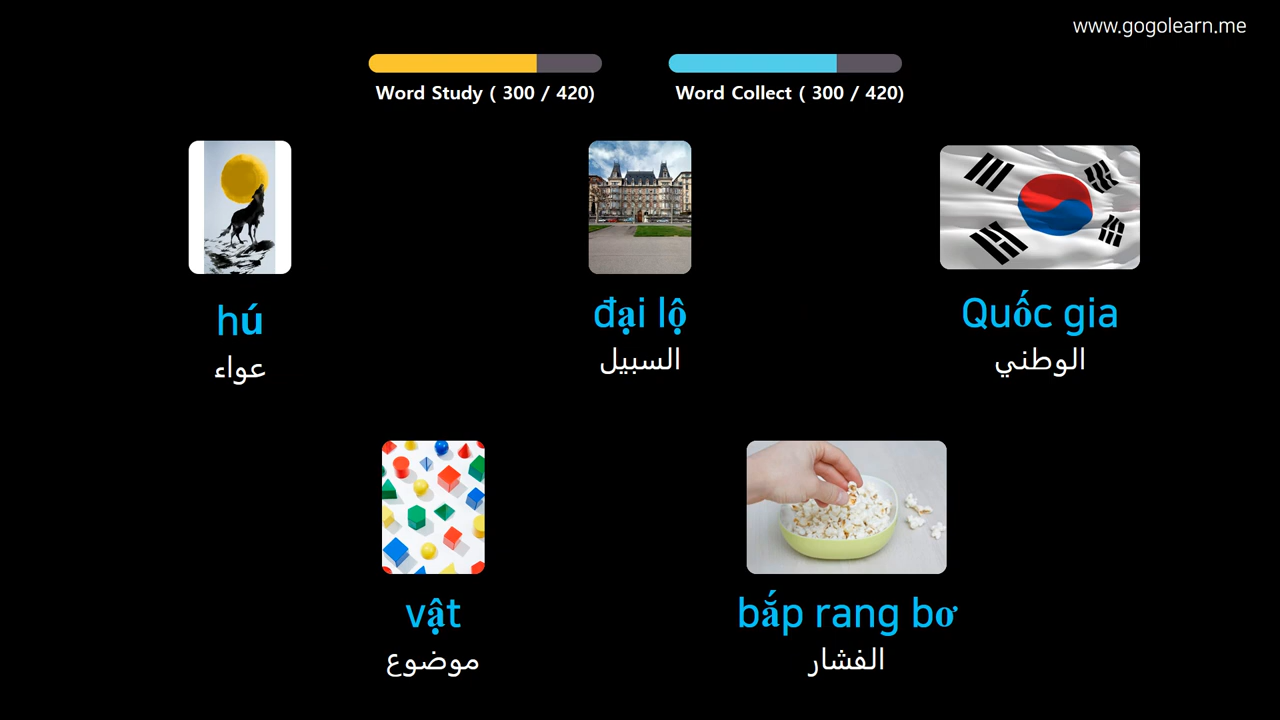 www.gogolearn.me
Word Study ( 300 / 420)
Word Collect ( 300 / 420)
hú
عواء
đại lộ
السبيل
Quốc gia
الوطني
vật
موضوع
bắp rang bơ
الفشار